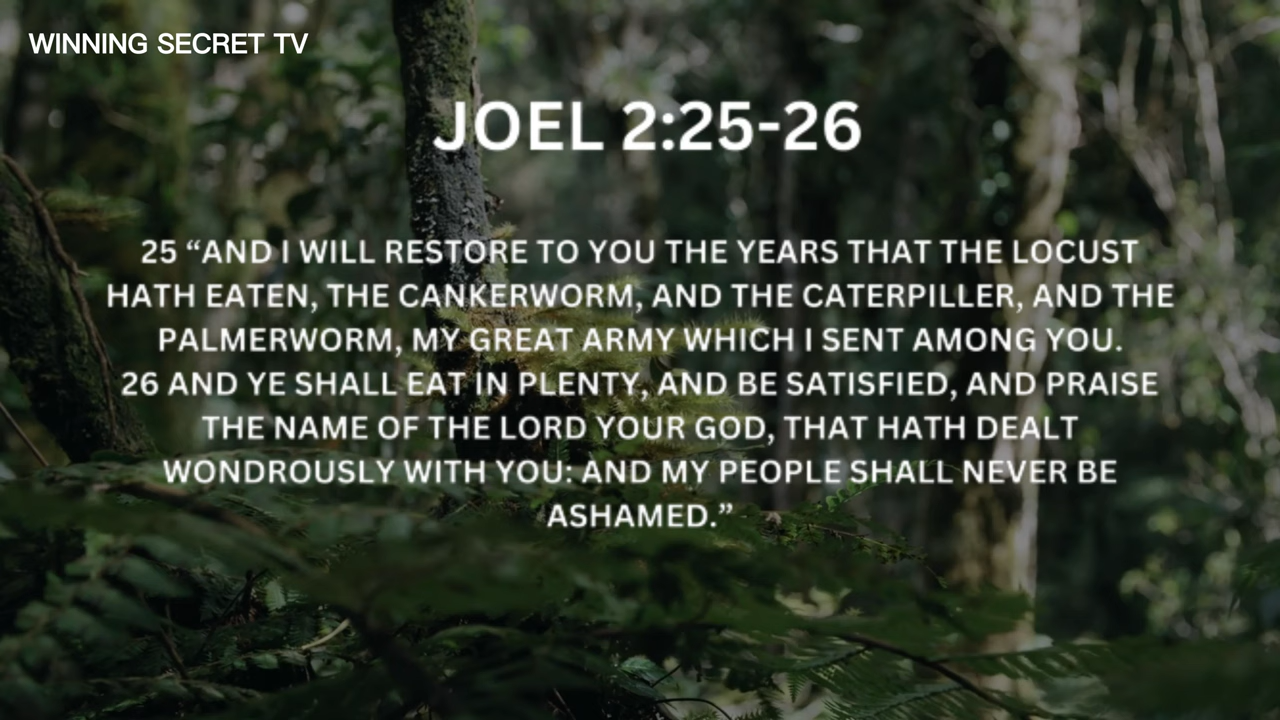 WINNING SECRET TV
JOEL 2:25-26
25 “AND I WILL RESTORE TO YOU THE YEARS THAT THE LOCUST
HATH EATEN, THE CANKERWORM, AND THE CATERPILLER, AND THE
PALMERWORM, MY GREAT ARMY WHICH I SENT AMONG YOU.
26 AND YE SHALL EAT IN PLENTY, AND BE SATISFIED, AND PRAISE
THE NAME OF THE LORD YOUR GOD, THAT HATH DEALT
WONDROUSLY WITH YOU: AND MY PEOPLE SHALL NEVER BE
ASHAMED.”